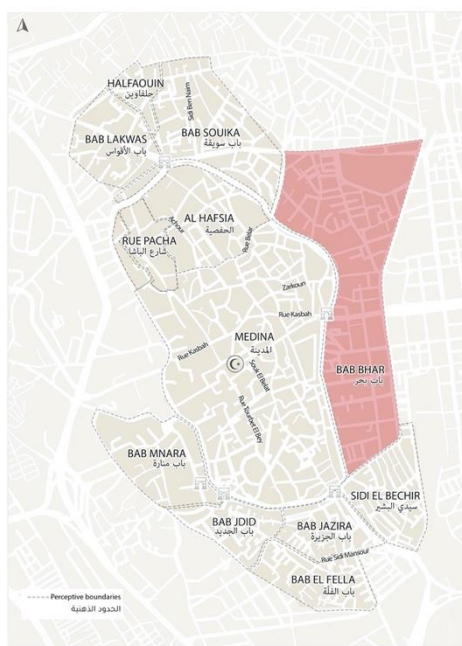 HALFAOUIN
حلفاوين
Sidi Ben Naim
BAB SOUIKA
باب سويقة
BAB LAKWAS
باب الأقواس
AL HAFSIA
الحفصية
Achour
RUE PACHA
شارع الباشا
Rue Belar
Zarkoun
Rue Kasbah
MEDINA
المدينة
Rue Kasbah
Souk El Belat
Rue Tourbet El Bey
BAB BHAR
باب بحر
BAB MNARA
باب منارة
SIDI EL BECHIR
سيدي البشير
BAB JDID
باب الجديد
BAB JAZIRA
باب الجزيرة
Rue Sidi Mansour
BAB EL FELLA
باب الفلّة
Perceptive boundaries
الحدود الذهنية